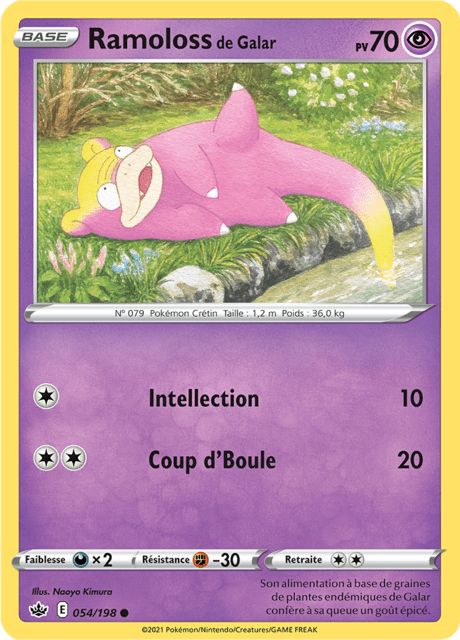 BASE Ramoloss de Galar PV70
N° 079 Pokémon Crétin Taille : 1,2 m Poids : 36,0 kg
Intellection 10
Coup d’Boule 20
Faiblesse ×2 Résistance -30 Retraite
Illus. Naoyo Kimura
Son alimentation à base de graines
de plantes endémiques de Galar
confère à sa queue un goût épicé.
E 054/198
©2021 Pokémon/Nintendo/Creatures/GAME FREAK